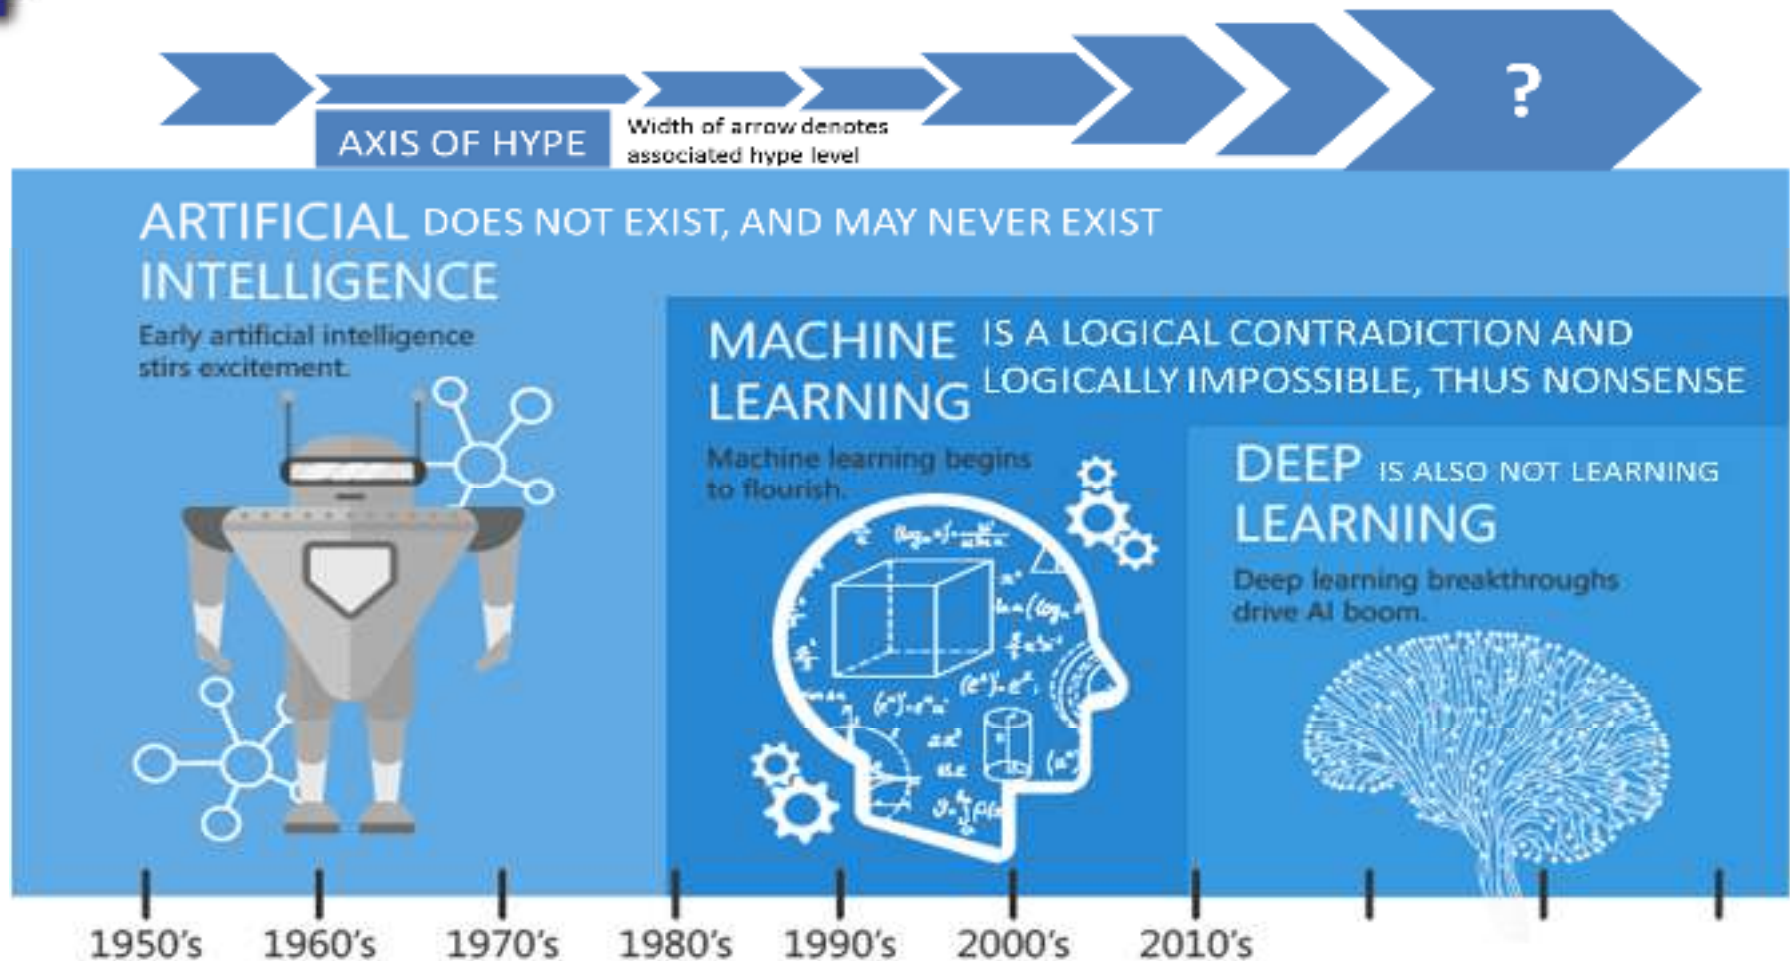 ?
AXIS OF HYPE
Width of arrow denotes
associated hype level
ARTIFICIAL DOES NOT EXIST, AND MAY NEVER EXIST
INTELLIGENCE
Early artificial intelligence
stirs excitement.
MACHINE IS A LOGICAL CONTRADICTION AND
LEARNING LOGICALLY IMPOSSIBLE, THUS NONSENSE
Machine learning begins
to flourish.
DEEP IS ALSO NOT LEARNING
LEARNING
Deep learning breakthroughs
drive AI boom.
1950's 1960's 1970's 1980's 1990's 2000's 2010's